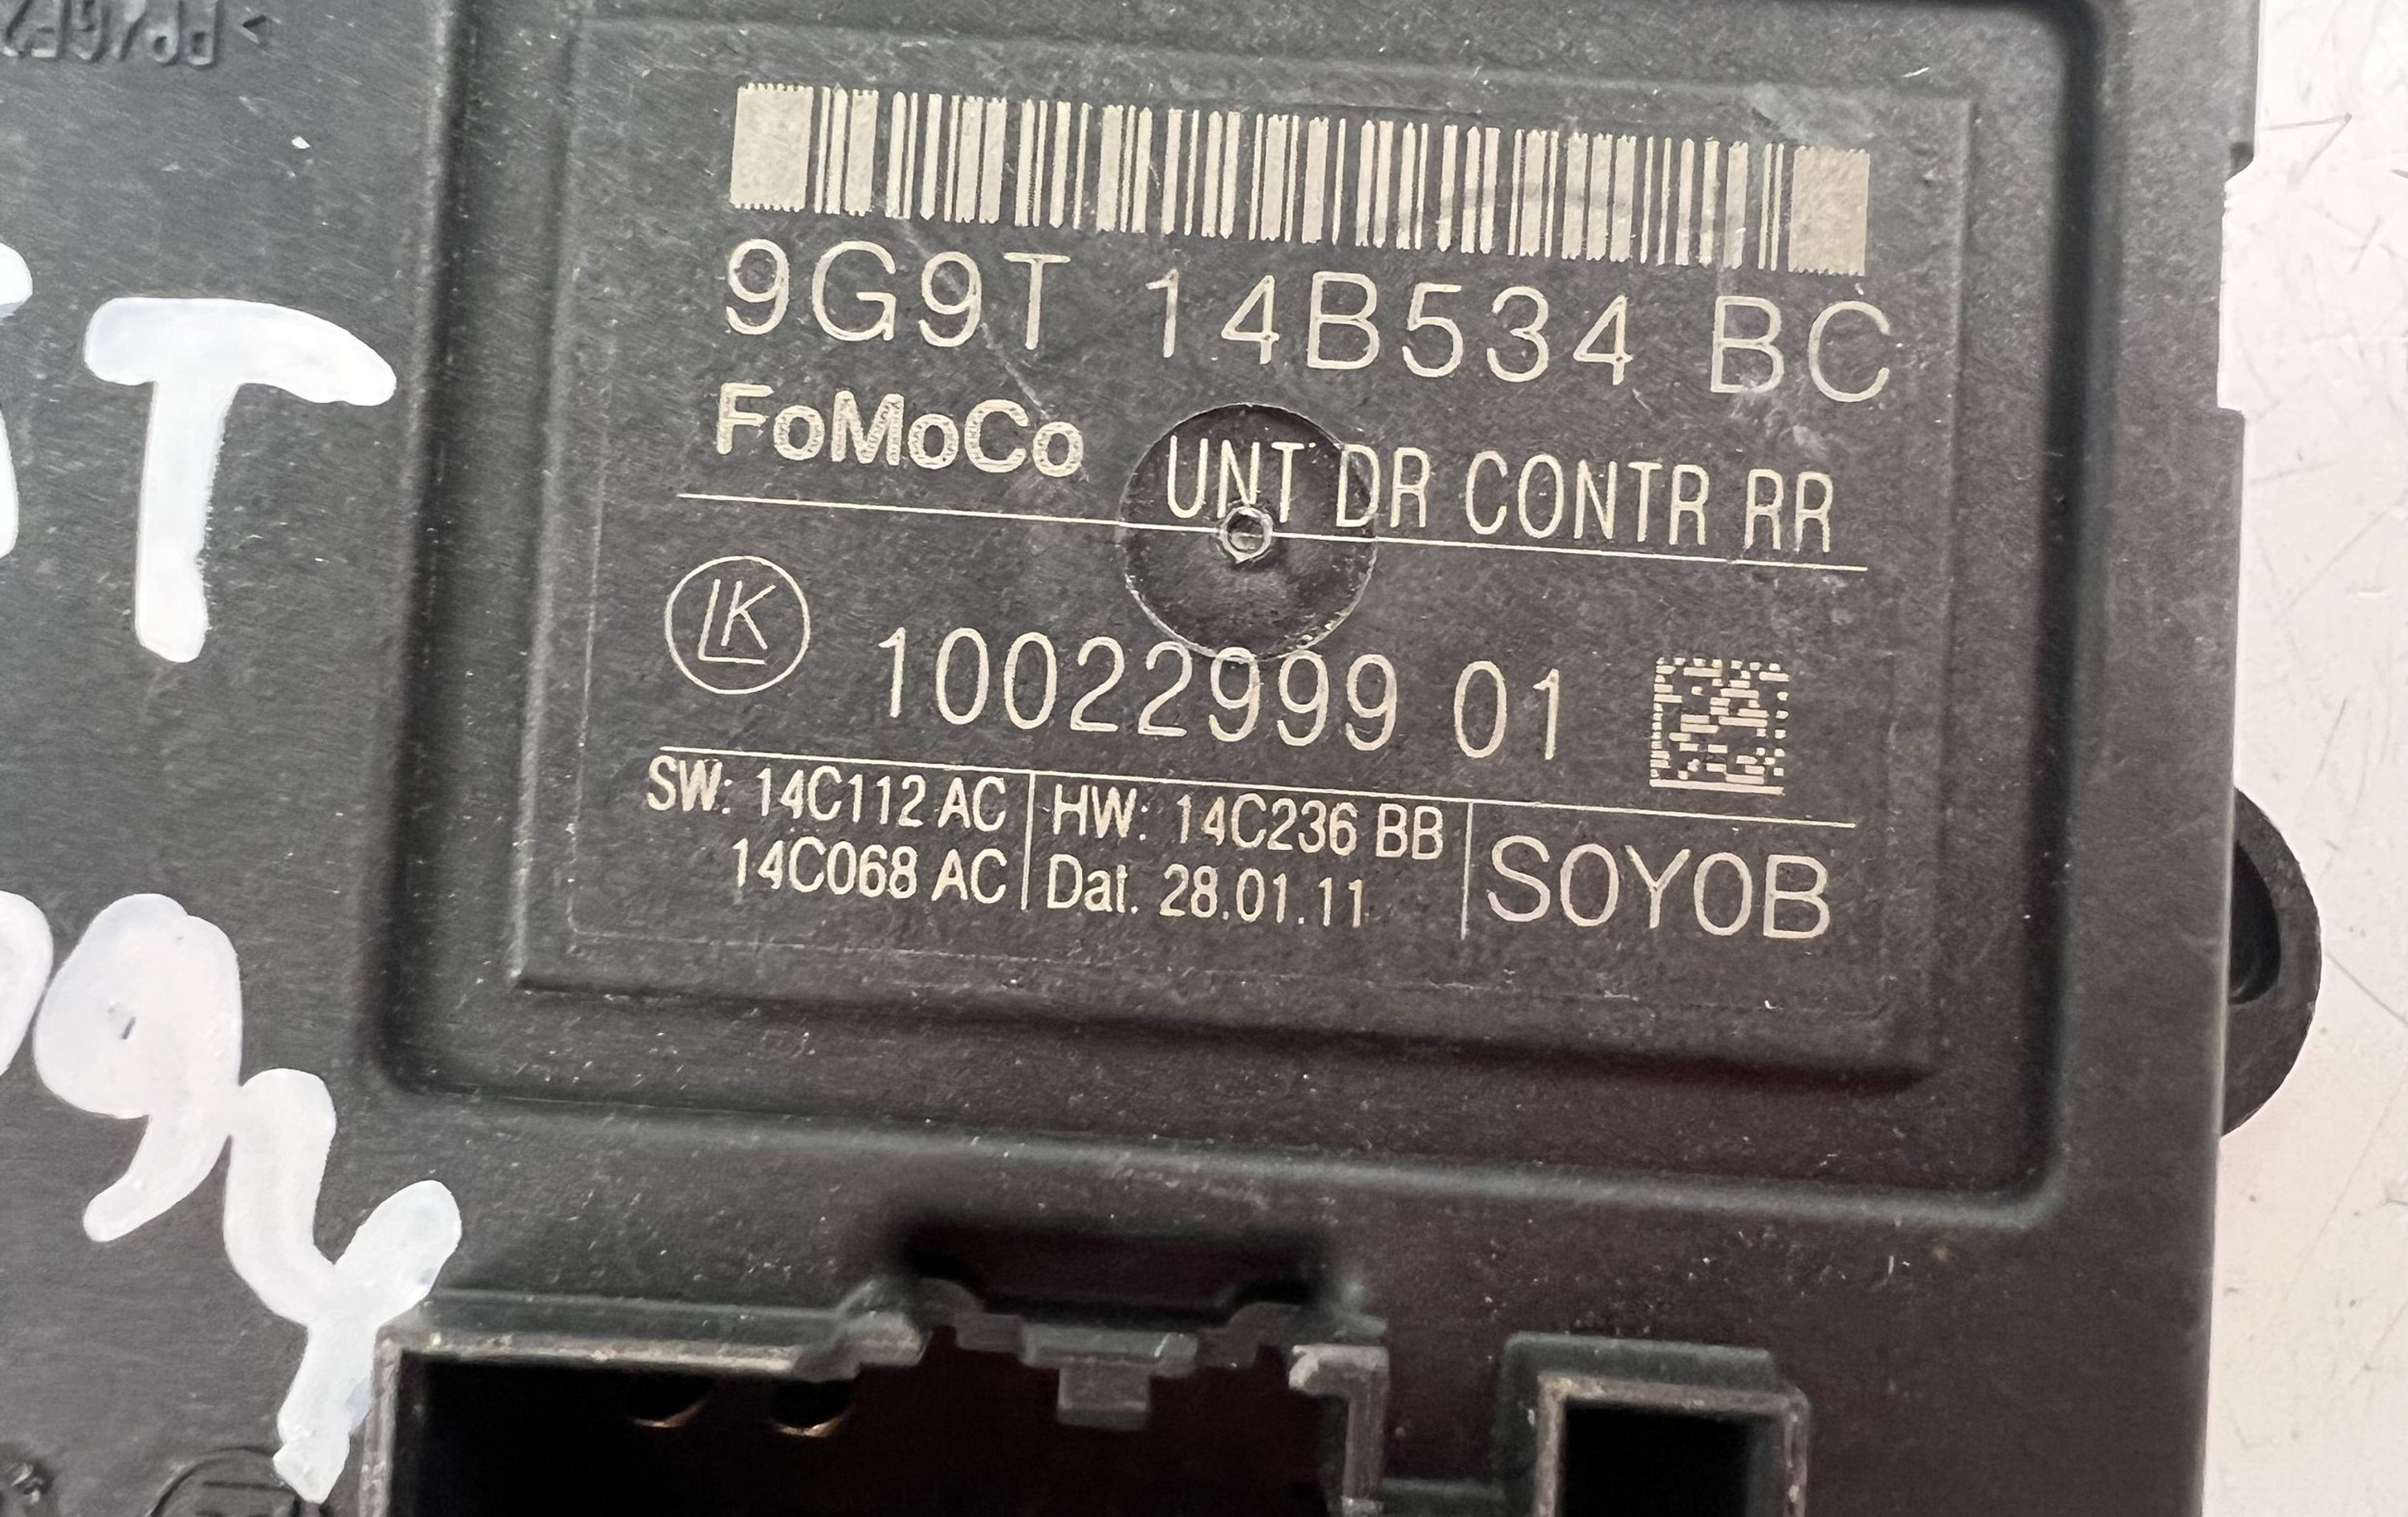 9G9T 14B534 BC
FoMoCo UNT DR CONTR RR
LK 10022999 01
SW: 14C112 AC HW: 14C236 BB
14C068 AC Dat. 28.01.11 SOYOB
T